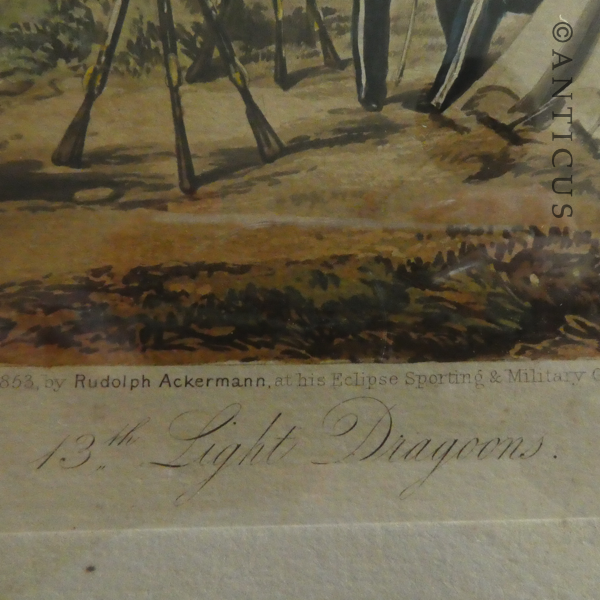 ©ANTICUS
1853, by Rudolph Ackermann, at his Eclipse Sporting & Military
13th Light Dragoons.